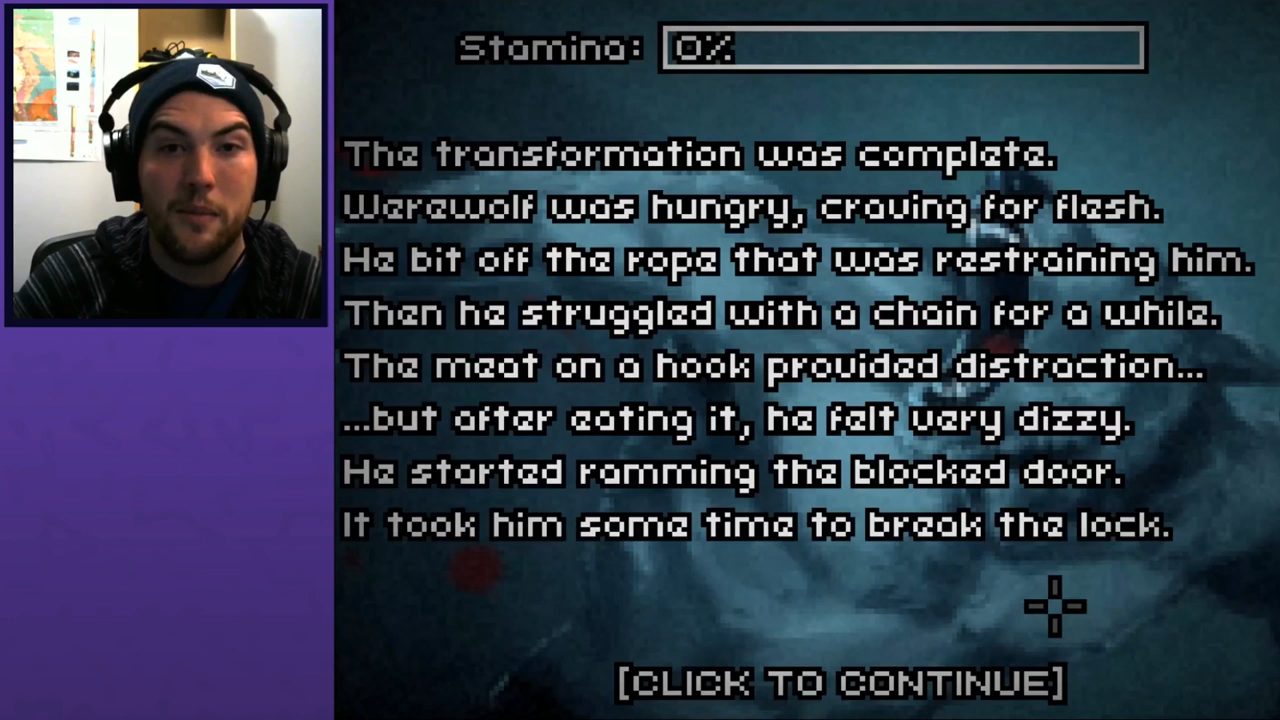 Stamina: 0%
The transformation was complete.
Werewolf was hungry, craving for flesh.
He bit off the rope that was restraining him.
Then he struggled with a chain for a while.
The meat on a hook provided distraction...
...but after eating it, he felt very dizzy.
He started ramming the blocked door.
It took him some time to break the lock.
[CLICK TO CONTINUE]